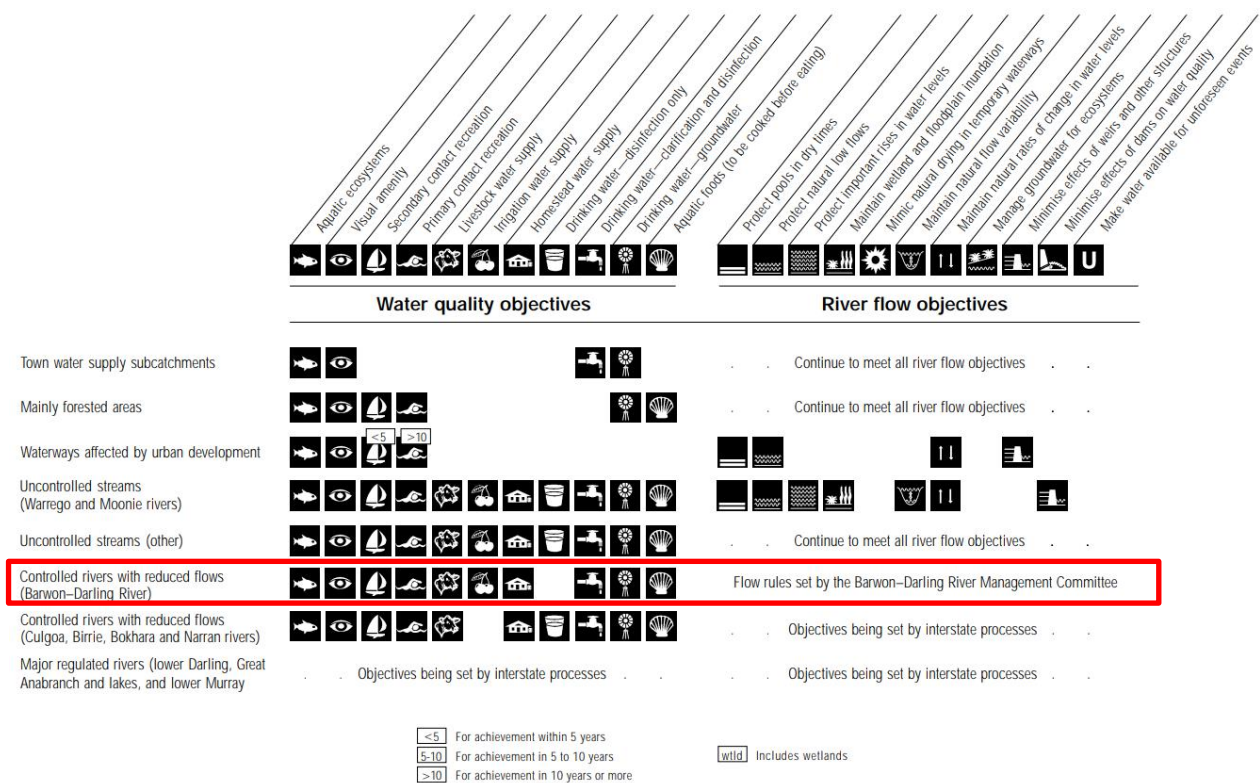 Aquatic ecosystems
Visual amenity
Secondary contact recreation
Primary contact recreation
Livestock water supply
Irrigation water supply
Homestead water supply
Drinking water—disinfection only
Drinking water—clarification and disinfection
Drinking water—groundwater
Aquatic foods (to be cooked before eating)
Protect pools in dry times
Protect natural low flows
Protect important rises in water levels
Maintain wetland and floodplain inundation
Mimic natural drying in temporary waterways
Maintain natural flow variability
Maintain natural rates of change in water levels
Manage groundwater for ecosystems
Minimise effects of weirs and other structures
Minimise effects of dams on water quality
Make water available for unforeseen events
U
Water quality objectives
River flow objectives
Town water supply subcatchments
. . Continue to meet all river flow objectives . .
Mainly forested areas
. . Continue to meet all river flow objectives . .
<5 >10
Waterways affected by urban development
Uncontrolled streams
(Warrego and Moonie rivers)
Uncontrolled streams (other)
. . Continue to meet all river flow objectives . .
Controlled rivers with reduced flows
(Barwon–Darling River)
Flow rules set by the Barwon–Darling River Management Committee
Controlled rivers with reduced flows
(Culgoa, Birrie, Bokhara and Narran rivers)
. . Objectives being set by interstate processes . .
Major regulated rivers (lower Darling, Great
Anabranch and lakes, and lower Murray
. . Objectives being set by interstate processes . .
. . Objectives being set by interstate processes . .
<5 For achievement within 5 years
5-10 For achievement in 5 to 10 years
>10 For achievement in 10 years or more
wtld Includes wetlands